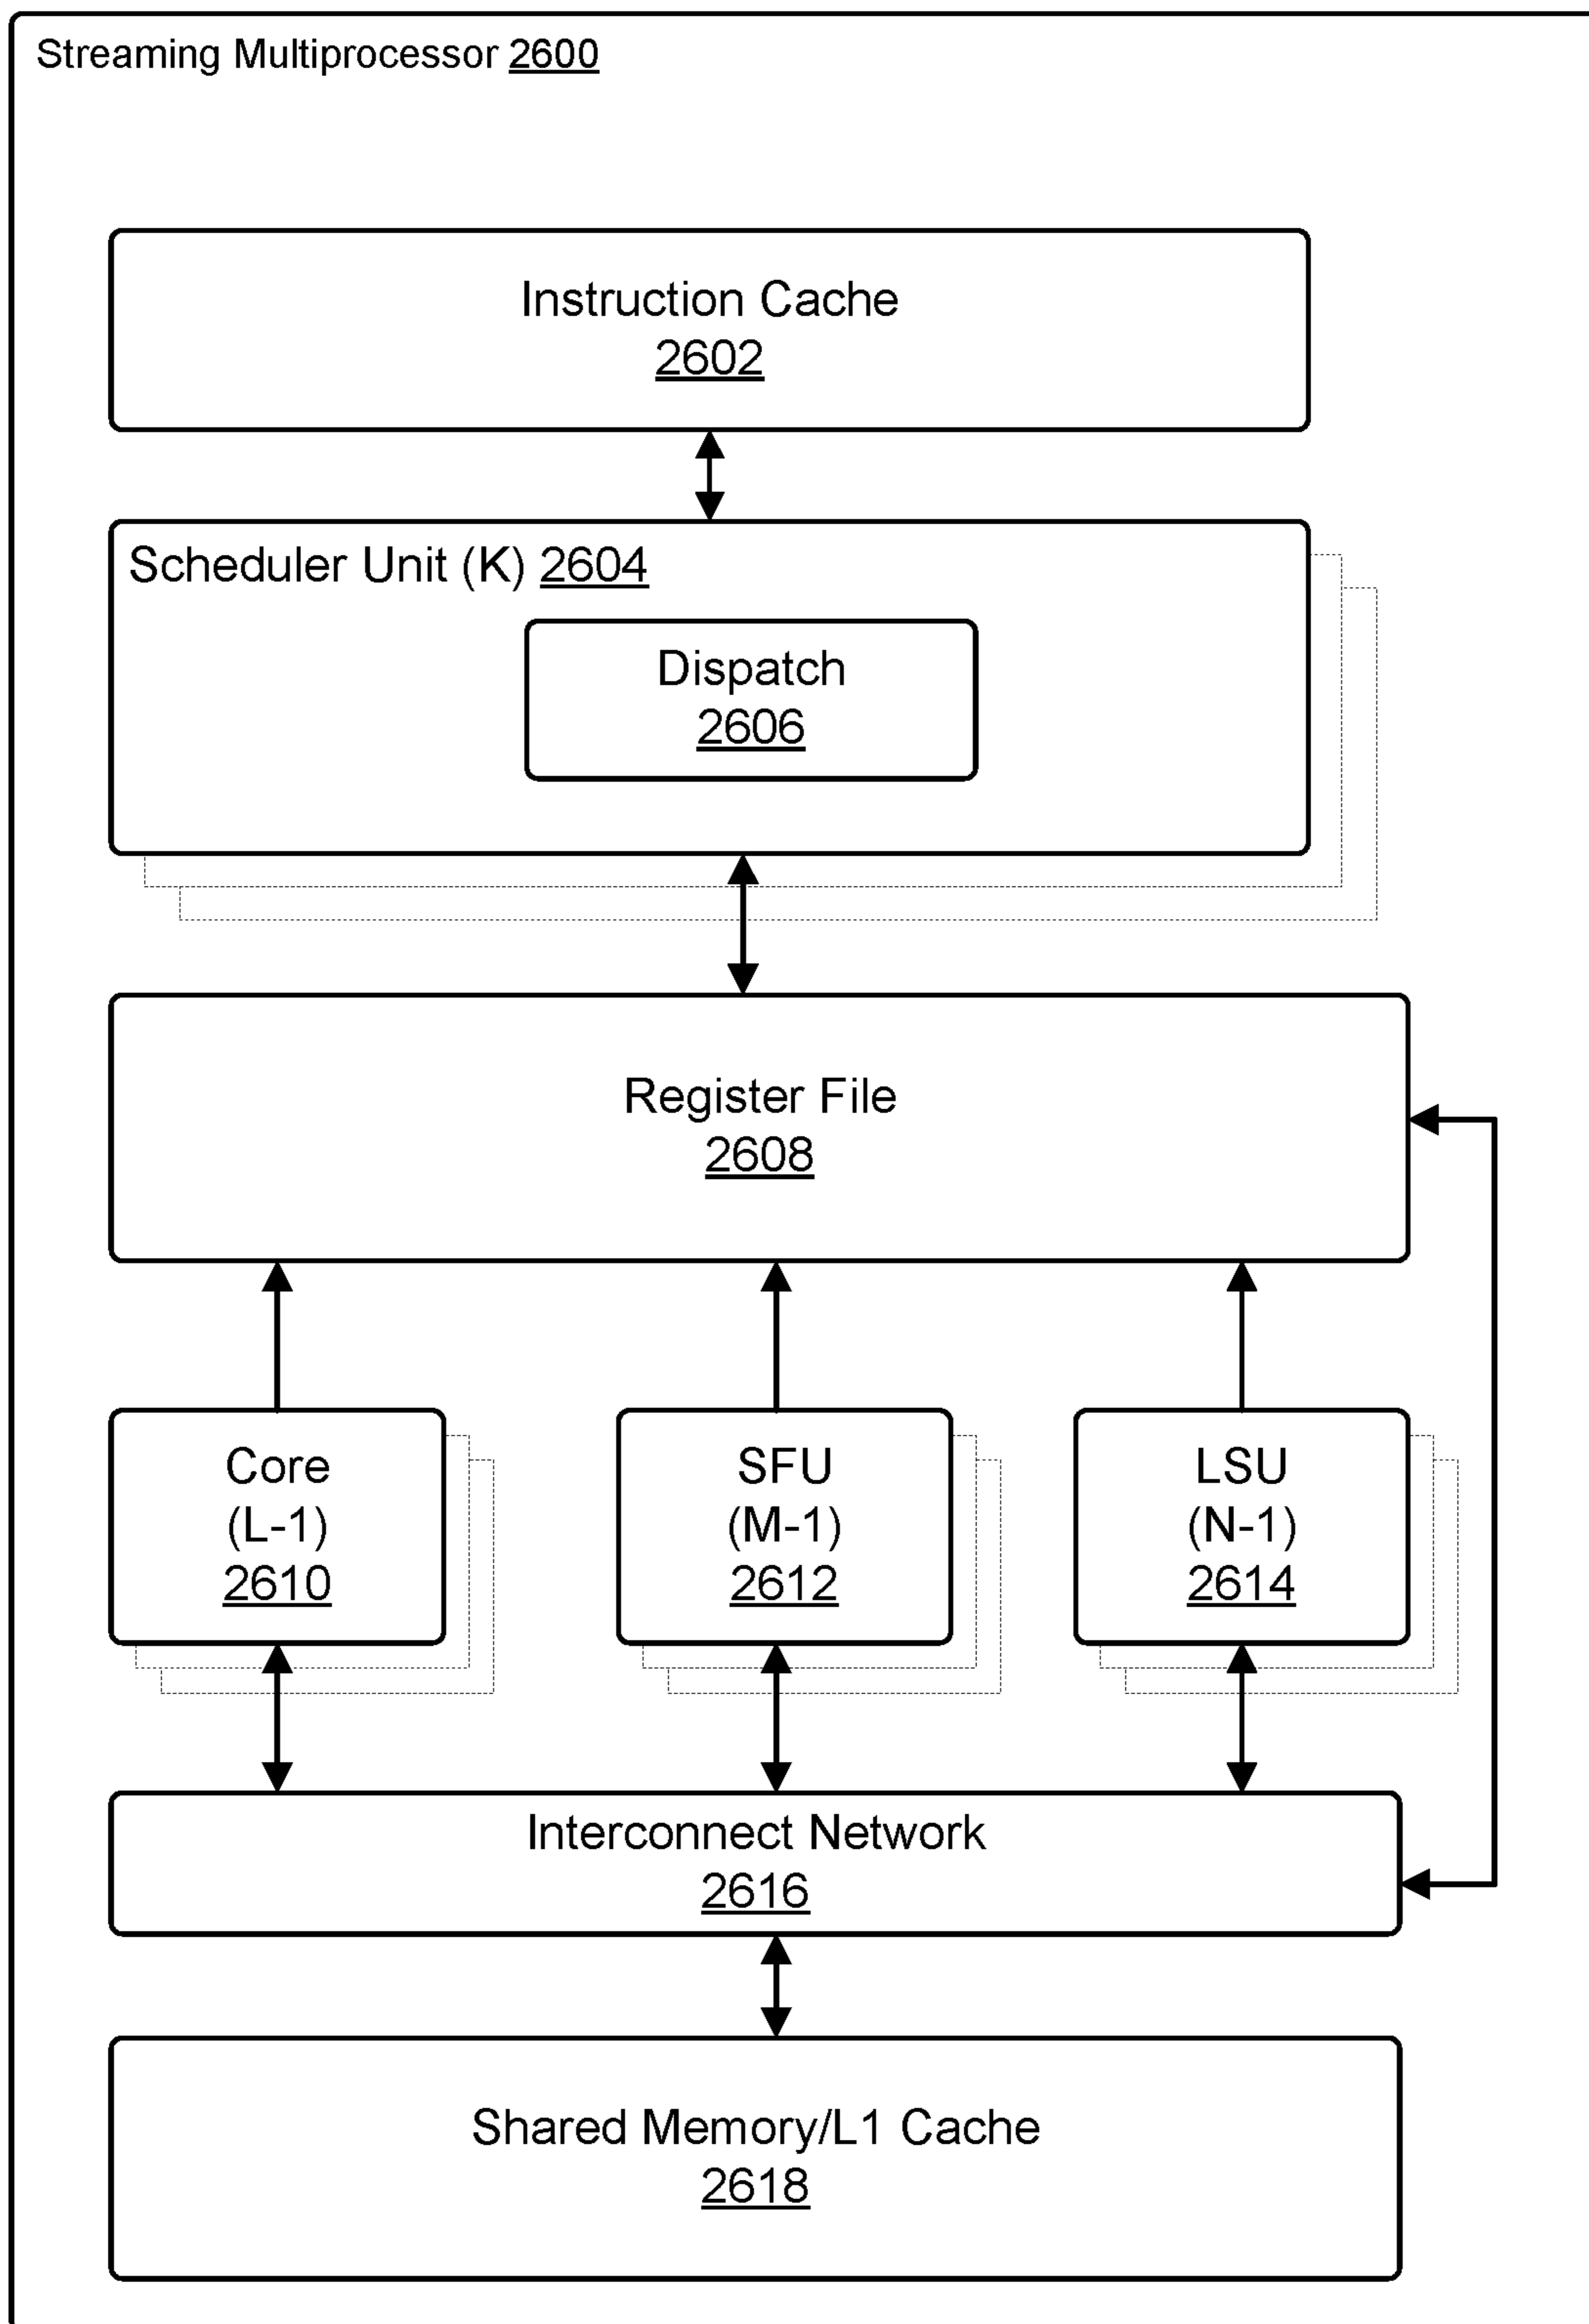 Streaming Multiprocessor 2600
Instruction Cache
2602
Scheduler Unit (K) 2604
Dispatch
2606
Register File
2608
Core
(L-1)
2610
SFU
(M-1)
2612
LSU
(N-1)
2614
Interconnect Network
2616
Shared Memory/L1 Cache
2618